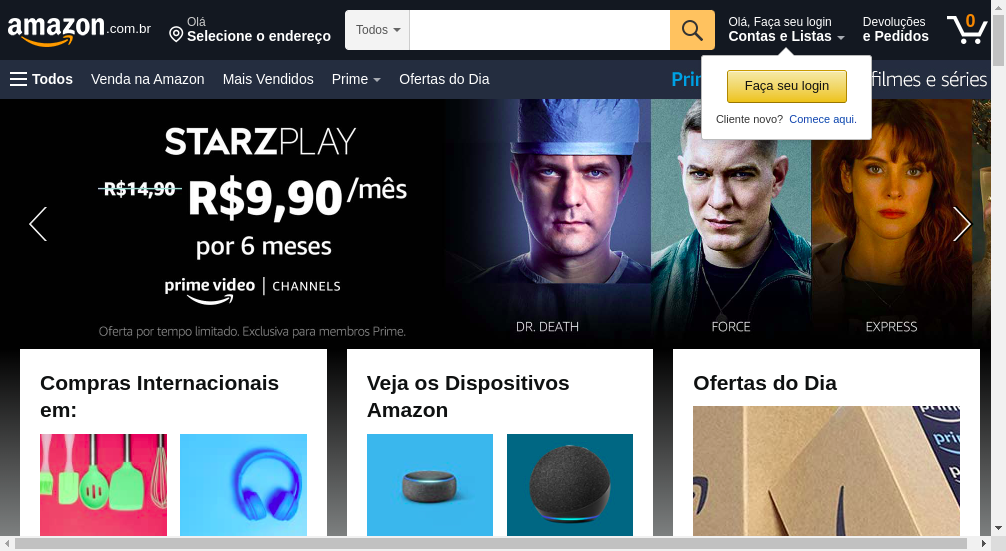 amazon.com.br
Olá
Selecione o endereço
Todos
Olá, Faça seu login
Contas e Listas
Devoluções
e Pedidos
0
Todos
Venda na Amazon
Mais Vendidos
Prime
Ofertas do Dia
filmes e séries
Faça seu login
Cliente novo? Comece aqui.
STARZPLAY
R$14,90 R$9,90/mês
por 6 meses
prime video | CHANNELS
Oferta por tempo limitado. Exclusiva para membros Prime.
DR. DEATH
FORCE
EXPRESS
Compras Internacionais
em:
Veja os Dispositivos
Amazon
Ofertas do Dia
prime